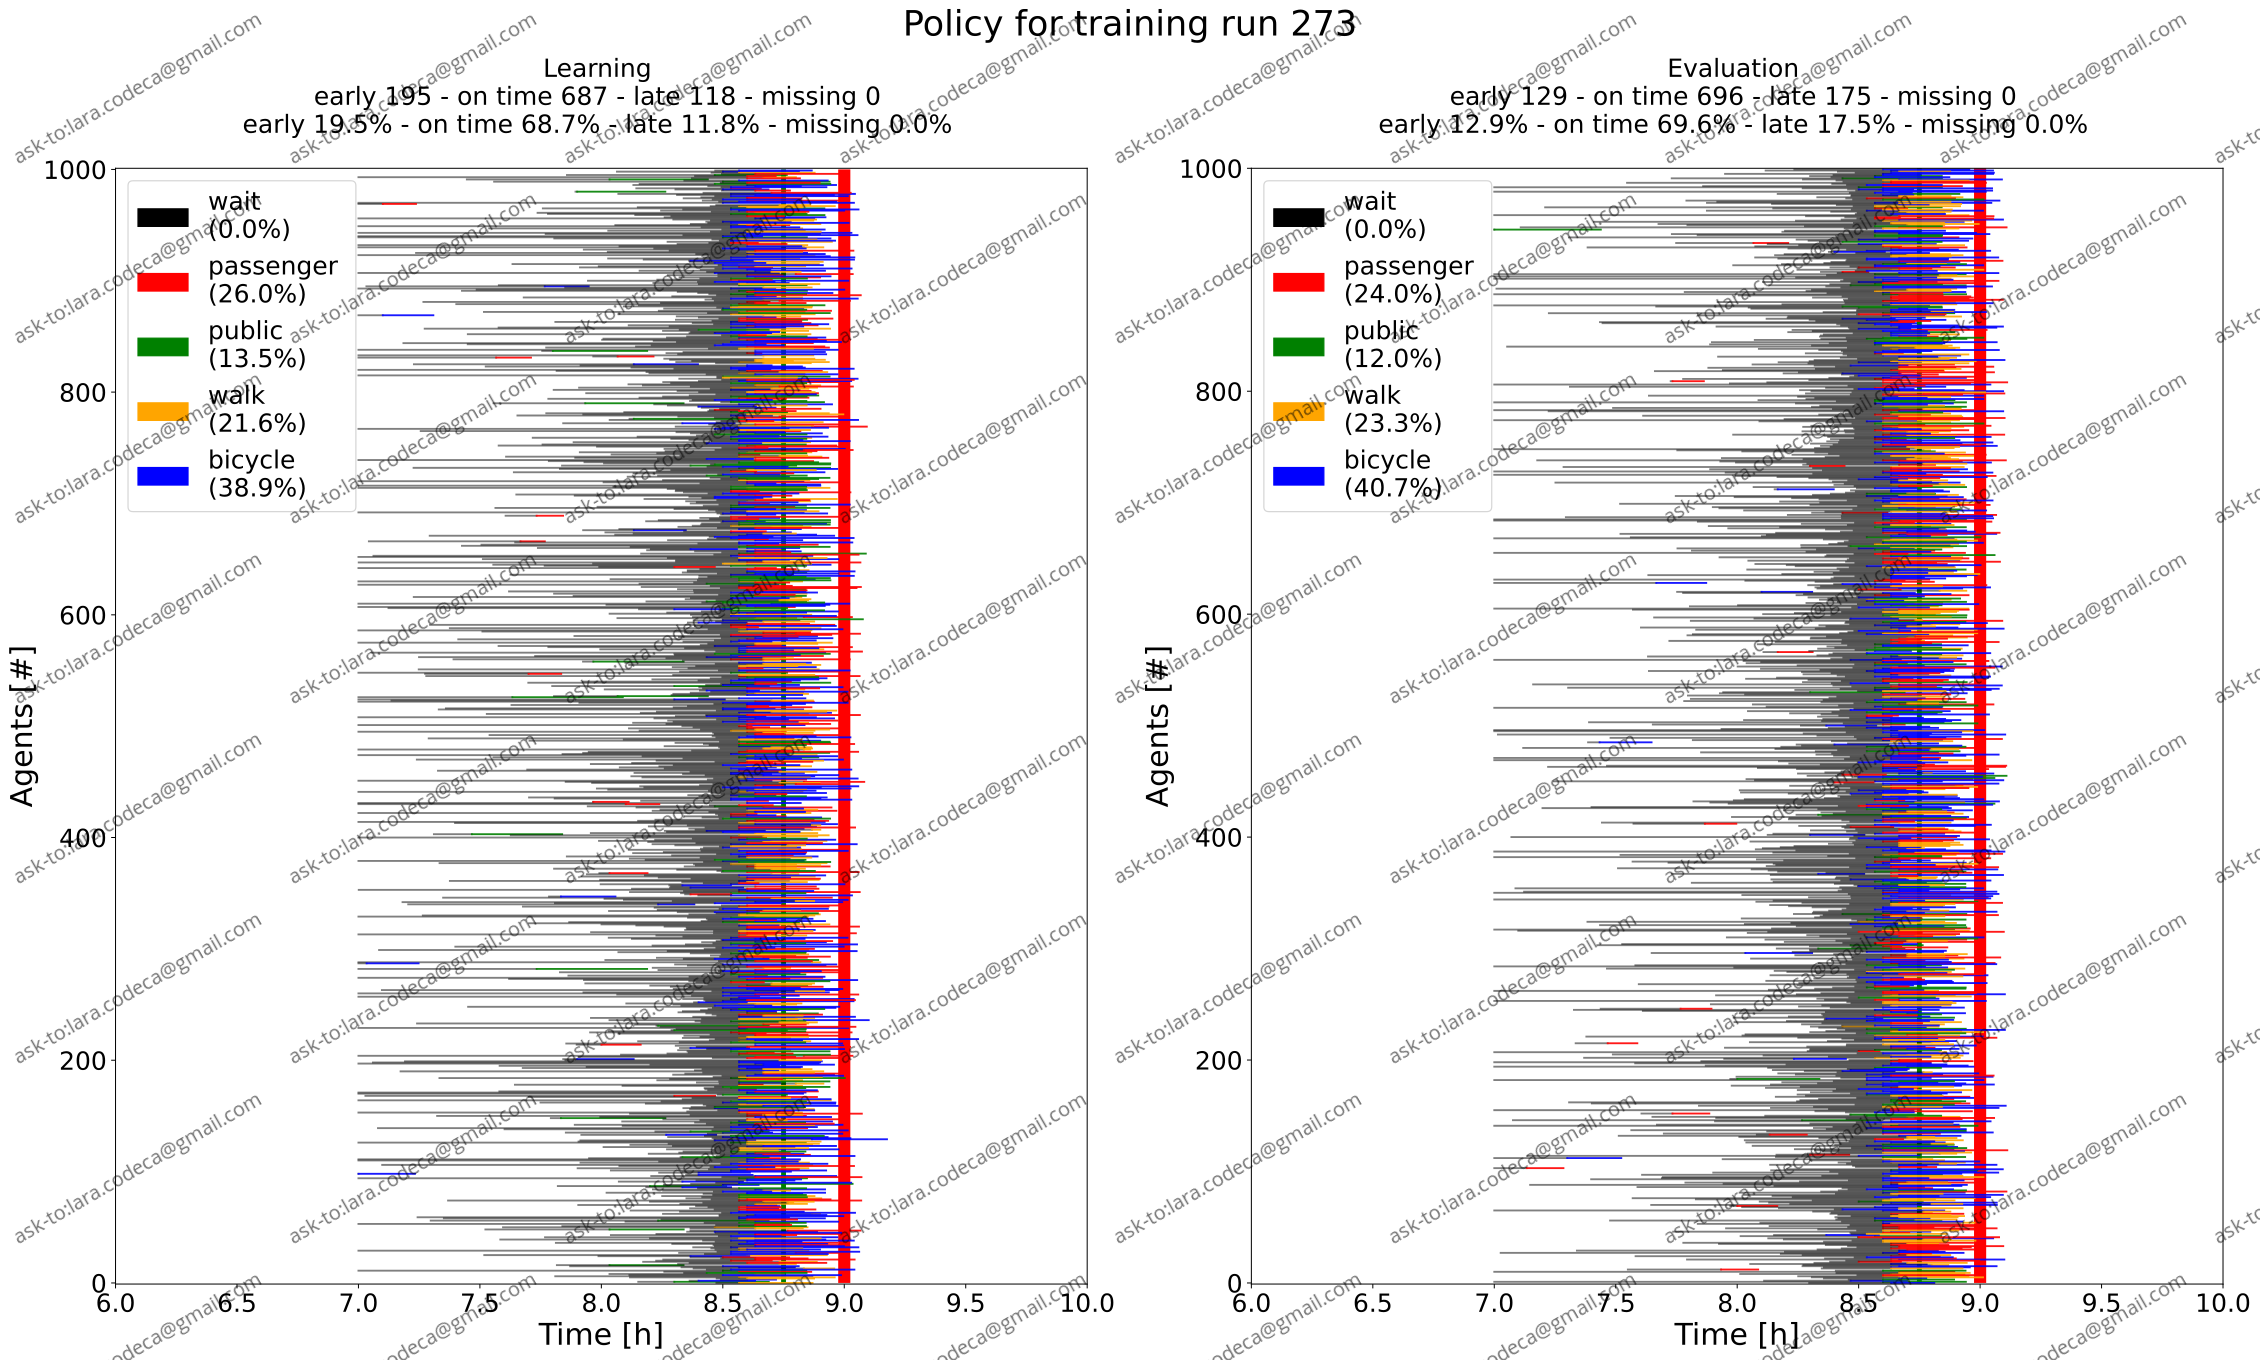 Policy for training run 273
Learning
early 195 - on time 687 - late 118 - missing 0
early 19.5% - on time 68.7% - late 11.8% - missing 0.0%
1000
800
600
400
200
0
Agents [#]
wait
(0.0%)
passenger
(26.0%)
public
(13.5%)
walk
(21.6%)
bicycle
(38.9%)
6.0 6.5 7.0 7.5 8.0 8.5 9.0 9.5 10.0
Time [h]
Evaluation
early 129 - on time 696 - late 175 - missing 0
early 12.9% - on time 69.6% - late 17.5% - missing 0.0%
1000
800
600
400
200
0
Agents [#]
wait
(0.0%)
passenger
(24.0%)
public
(12.0%)
walk
(23.3%)
bicycle
(40.7%)
6.0 6.5 7.0 7.5 8.0 8.5 9.0 9.5 10.0
Time [h]
ask-to:lara.codeca@gmail.com